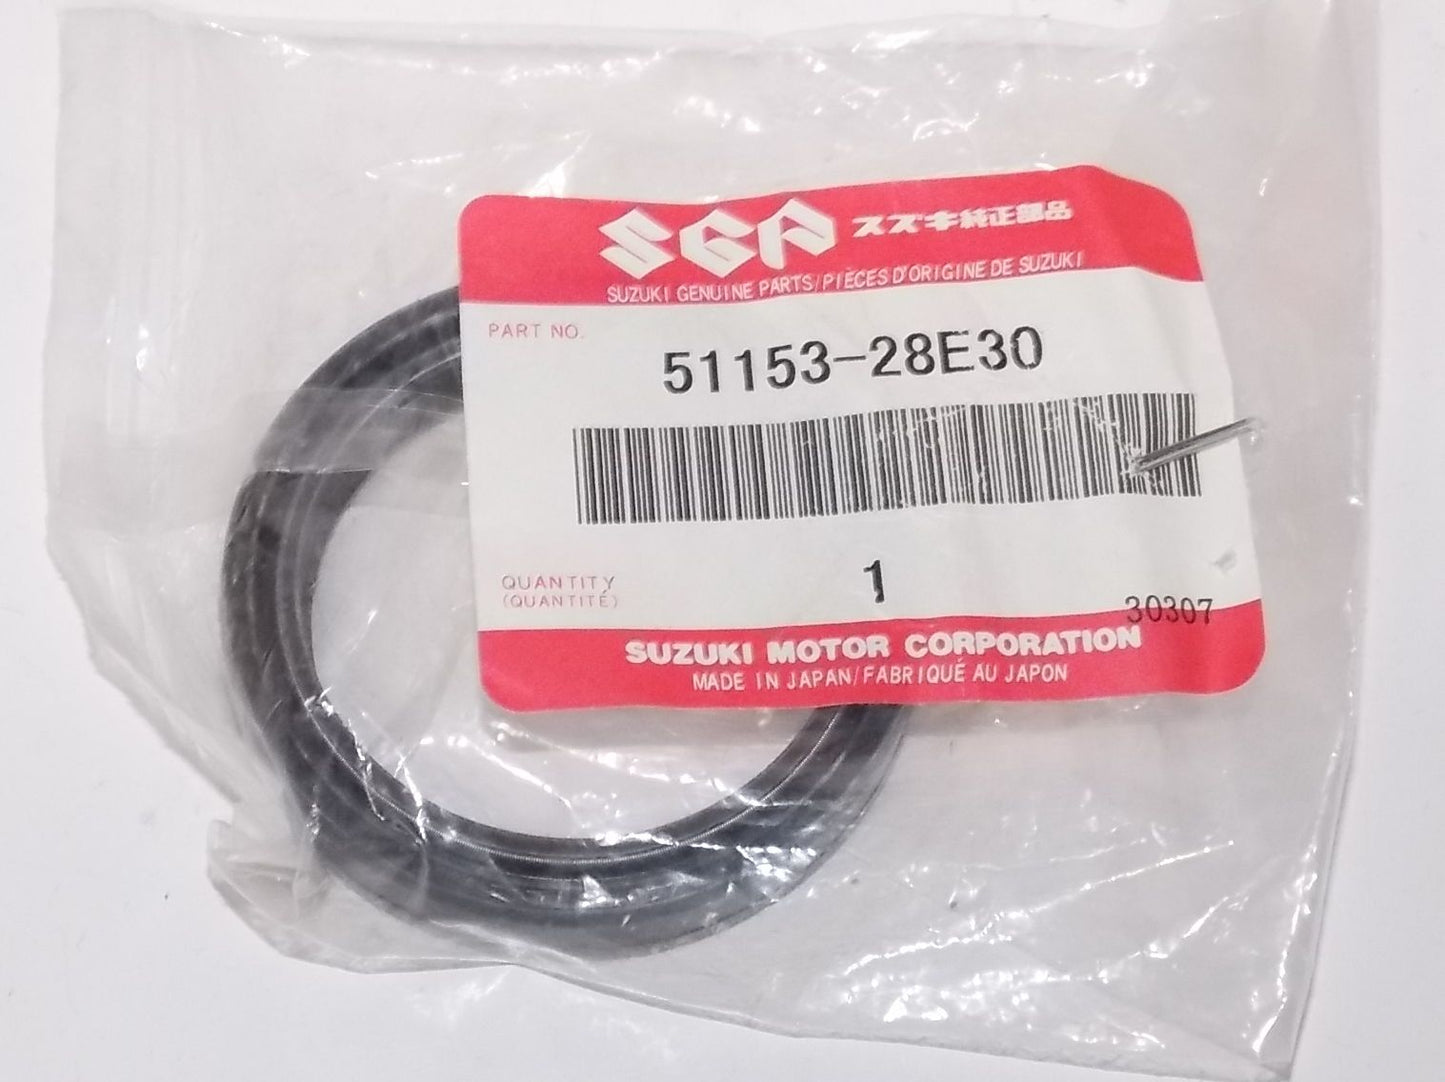 SGP スズキ純正部品
SUZUKI GENUINE PARTS/PIÈCES D'ORIGINE DE SUZUKI
PART NO.
51153-28E30
QUANTITY
(QUANTITÉ)
1
30307
SUZUKI MOTOR CORPORATION
MADE IN JAPAN/FABRIQUÉ AU JAPON